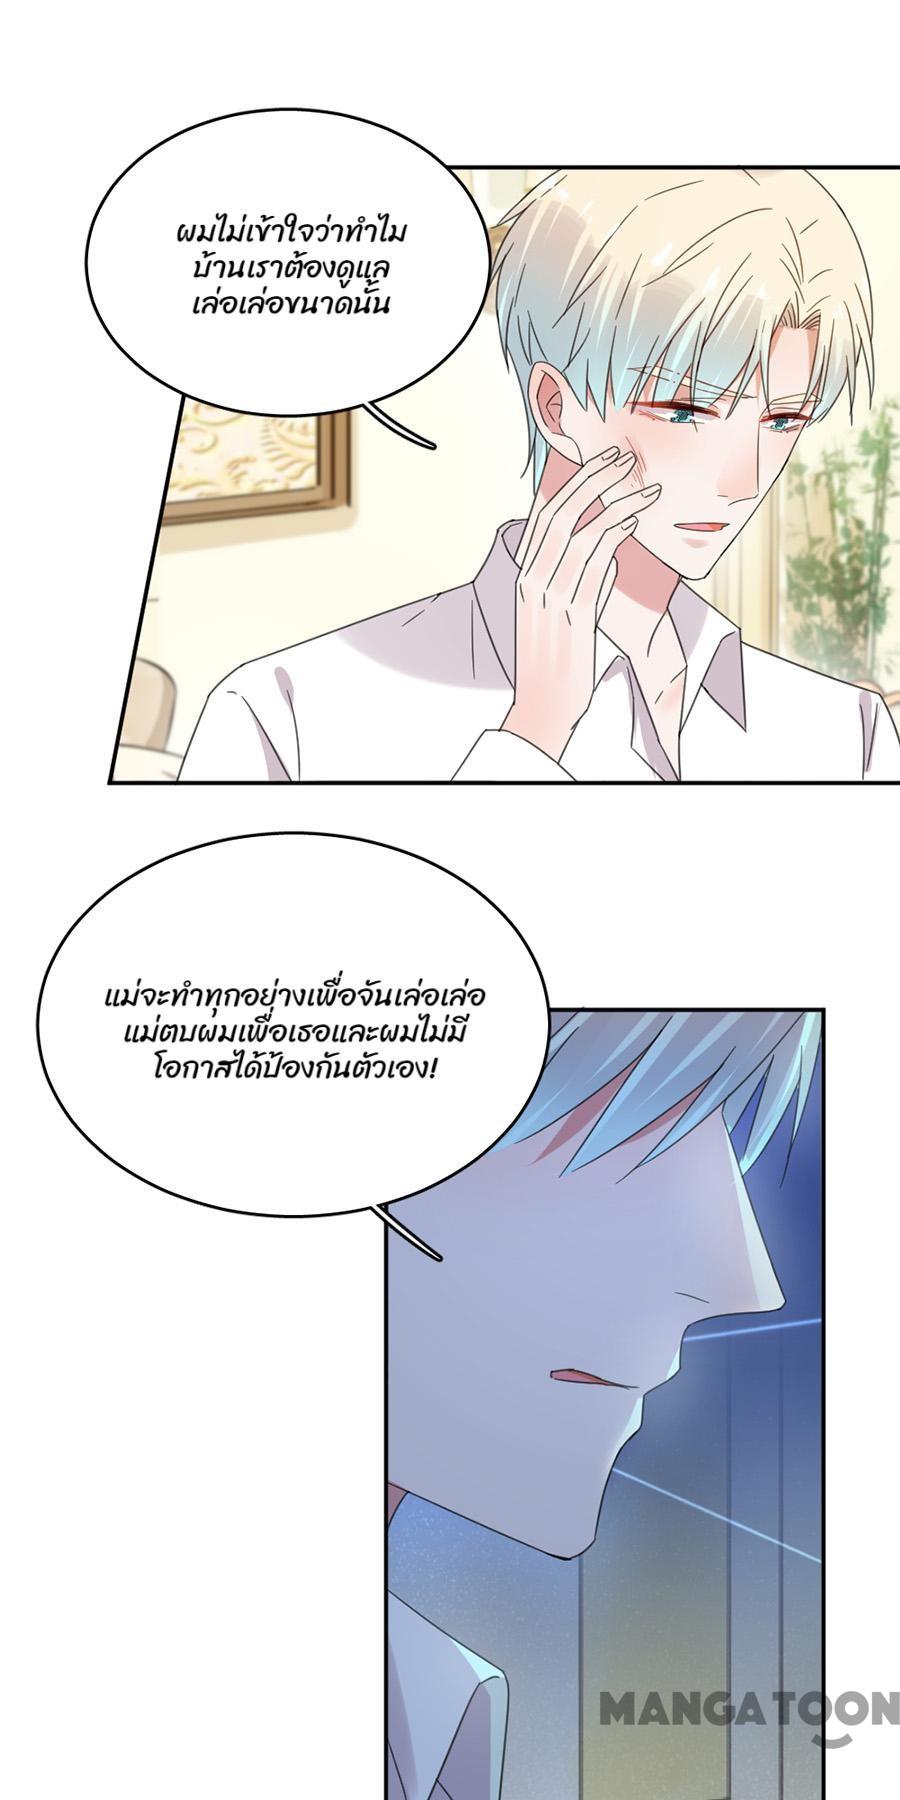 ผมไม่เข้าใจว่าทำไม
บ้านเราต้องดูแล
เล่อเล่อขนาดนั้น
แม่จะทำทุกอย่างเพื่อจันเล่อเล่อ
แม่ตบผมเพื่อเธอและผมไม่มี
โอกาสได้ป้องกันตัวเอง!
MANGATOON